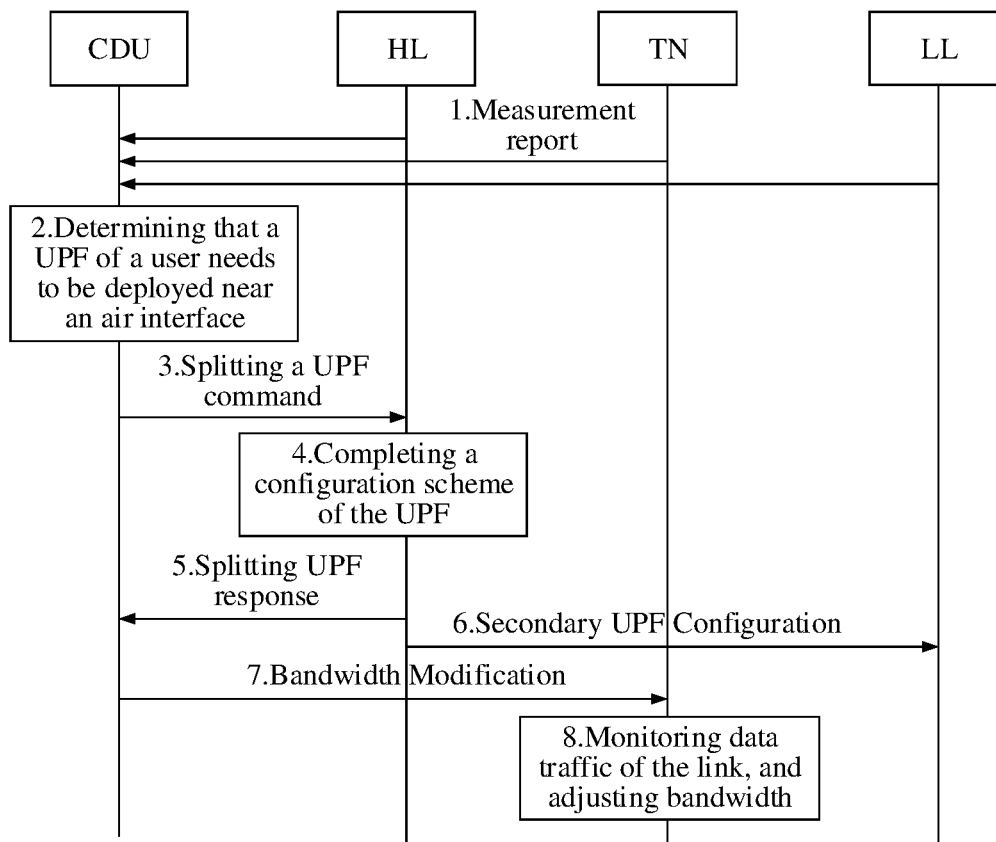 CDU
HL
TN
LL
1.Measurement
report
2.Determining that a
UPF of a user needs
to be deployed near
an air interface
3.Splitting a UPF
command
4.Completing a
configuration scheme
of the UPF
5.Splitting UPF
response
6.Secondary UPF Configuration
7.Bandwidth Modification
8.Monitoring data
traffic of the link, and
adjusting bandwidth